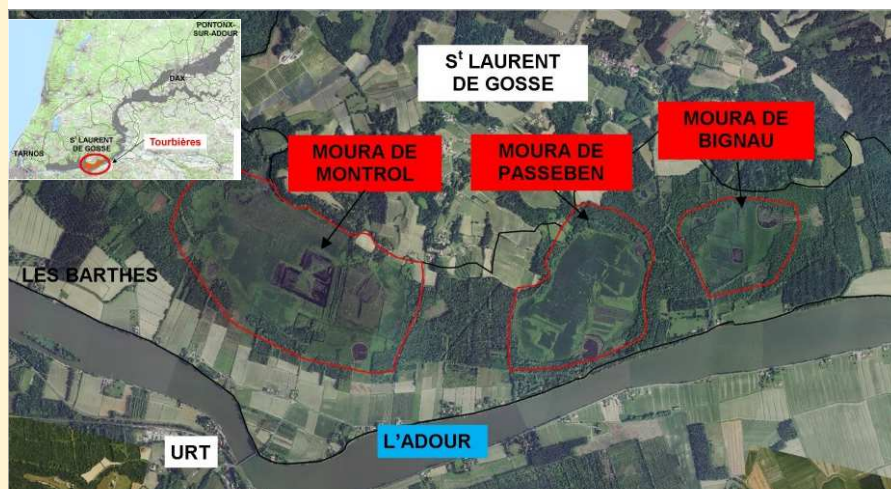 PONTONX-
SUR-ADOUR
DAX
Sᵗ LAURENT
DE GOSSE
TARNOS
Tourbières
Sᵗ LAURENT
DE GOSSE
MOURA DE
MONTROL
MOURA DE
PASSEBEN
MOURA DE
BIGNAU
LES BARTHES
URT
L'ADOUR